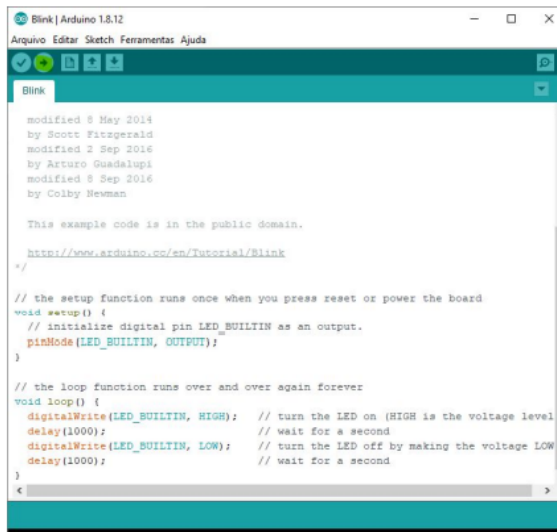 Blink | Arduino 1.8.12
Arquivo Editar Sketch Ferramentas Ajuda
Blink
modified 8 May 2014
by Scott Fitzgerald
modified 2 Sep 2016
by Arturo Guadalupi
modified 8 Sep 2016
by Colby Newman
This example code is in the public domain.
http://www.arduino.cc/en/Tutorial/Blink
*/
// the setup function runs once when you press reset or power the board
void setup() {
// initialize digital pin LED_BUILTIN as an output.
pinMode(LED_BUILTIN, OUTPUT);
}
// the loop function runs over and over again forever
void loop() {
digitalWrite(LED_BUILTIN, HIGH); // turn the LED on (HIGH is the voltage level
delay(1000); // wait for a second
digitalWrite(LED_BUILTIN, LOW); // turn the LED off by making the voltage LOW
delay(1000); // wait for a second
}